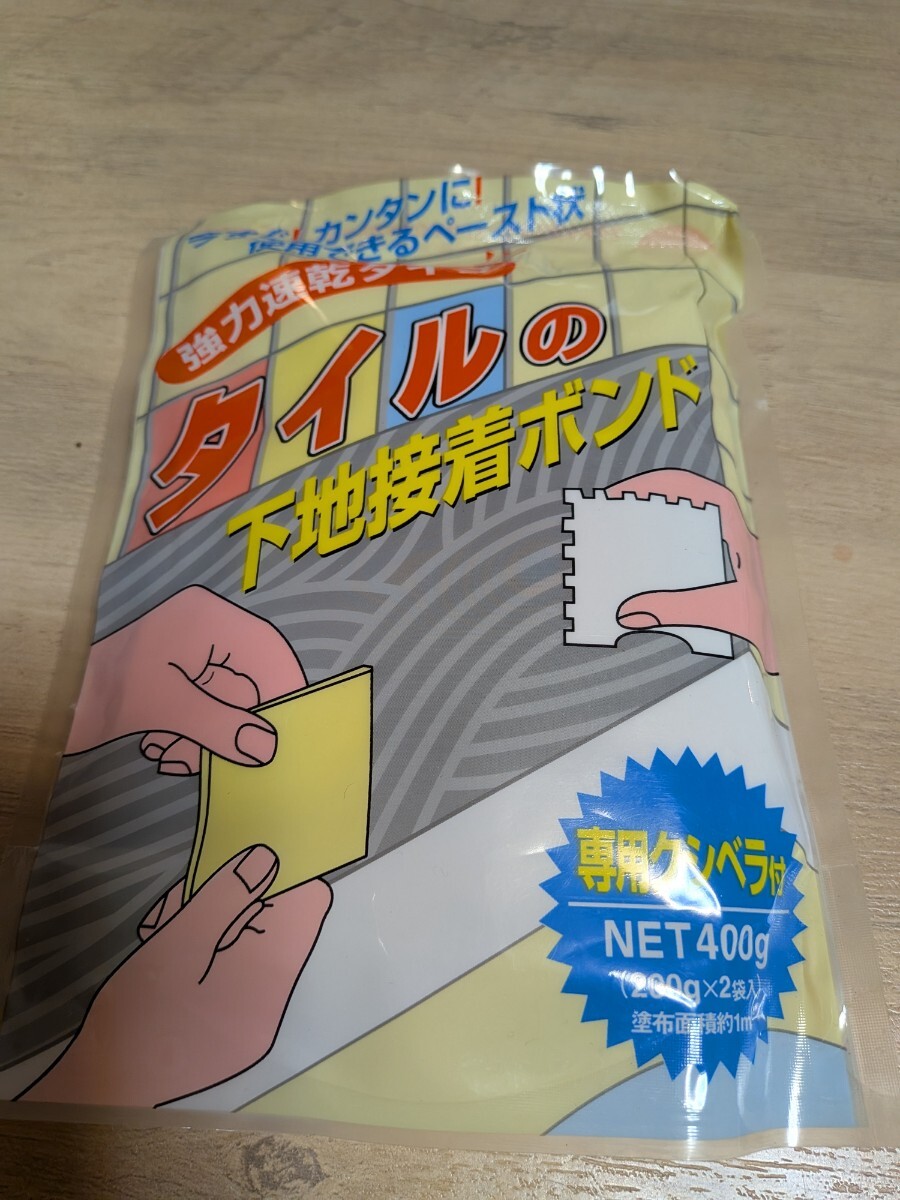 カンタンに!
使用できるペースト状
強力速乾タイプ
タイルの
下地接着ボンド
専用クシベラ付
NET 400g
(200g×2袋入)
塗布面積約1m²